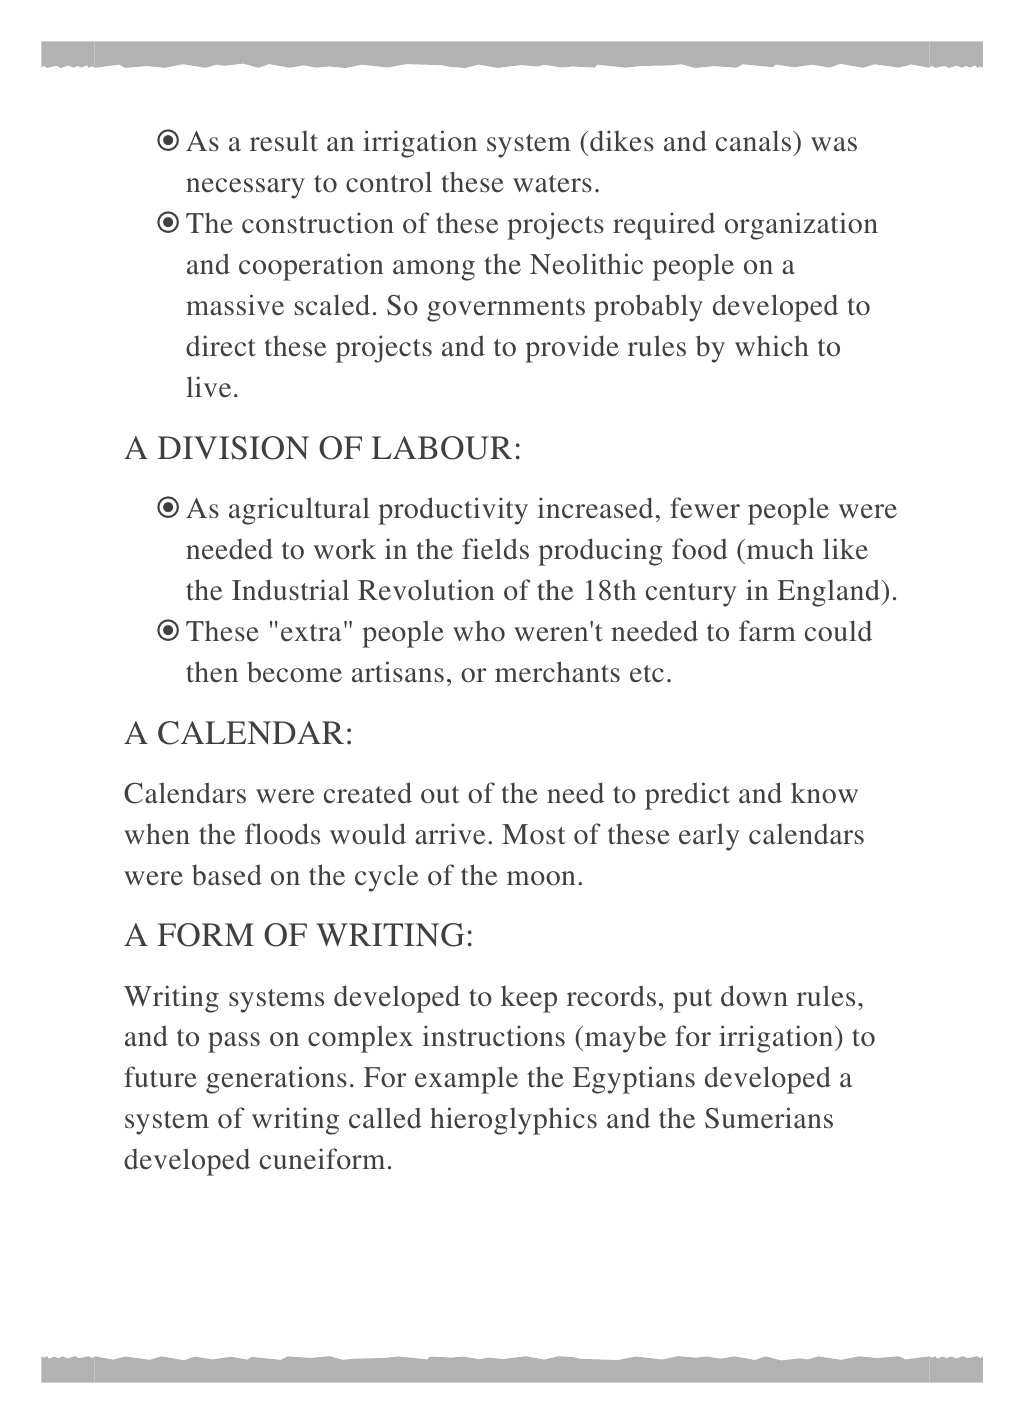 As a result an irrigation system (dikes and canals) was
necessary to control these waters.
The construction of these projects required organization
and cooperation among the Neolithic people on a
massive scaled. So governments probably developed to
direct these projects and to provide rules by which to
live.
A DIVISION OF LABOUR:
As agricultural productivity increased, fewer people were
needed to work in the fields producing food (much like
the Industrial Revolution of the 18th century in England).
These "extra" people who weren't needed to farm could
then become artisans, or merchants etc.
A CALENDAR:
Calendars were created out of the need to predict and know
when the floods would arrive. Most of these early calendars
were based on the cycle of the moon.
A FORM OF WRITING:
Writing systems developed to keep records, put down rules,
and to pass on complex instructions (maybe for irrigation) to
future generations. For example the Egyptians developed a
system of writing called hieroglyphics and the Sumerians
developed cuneiform.